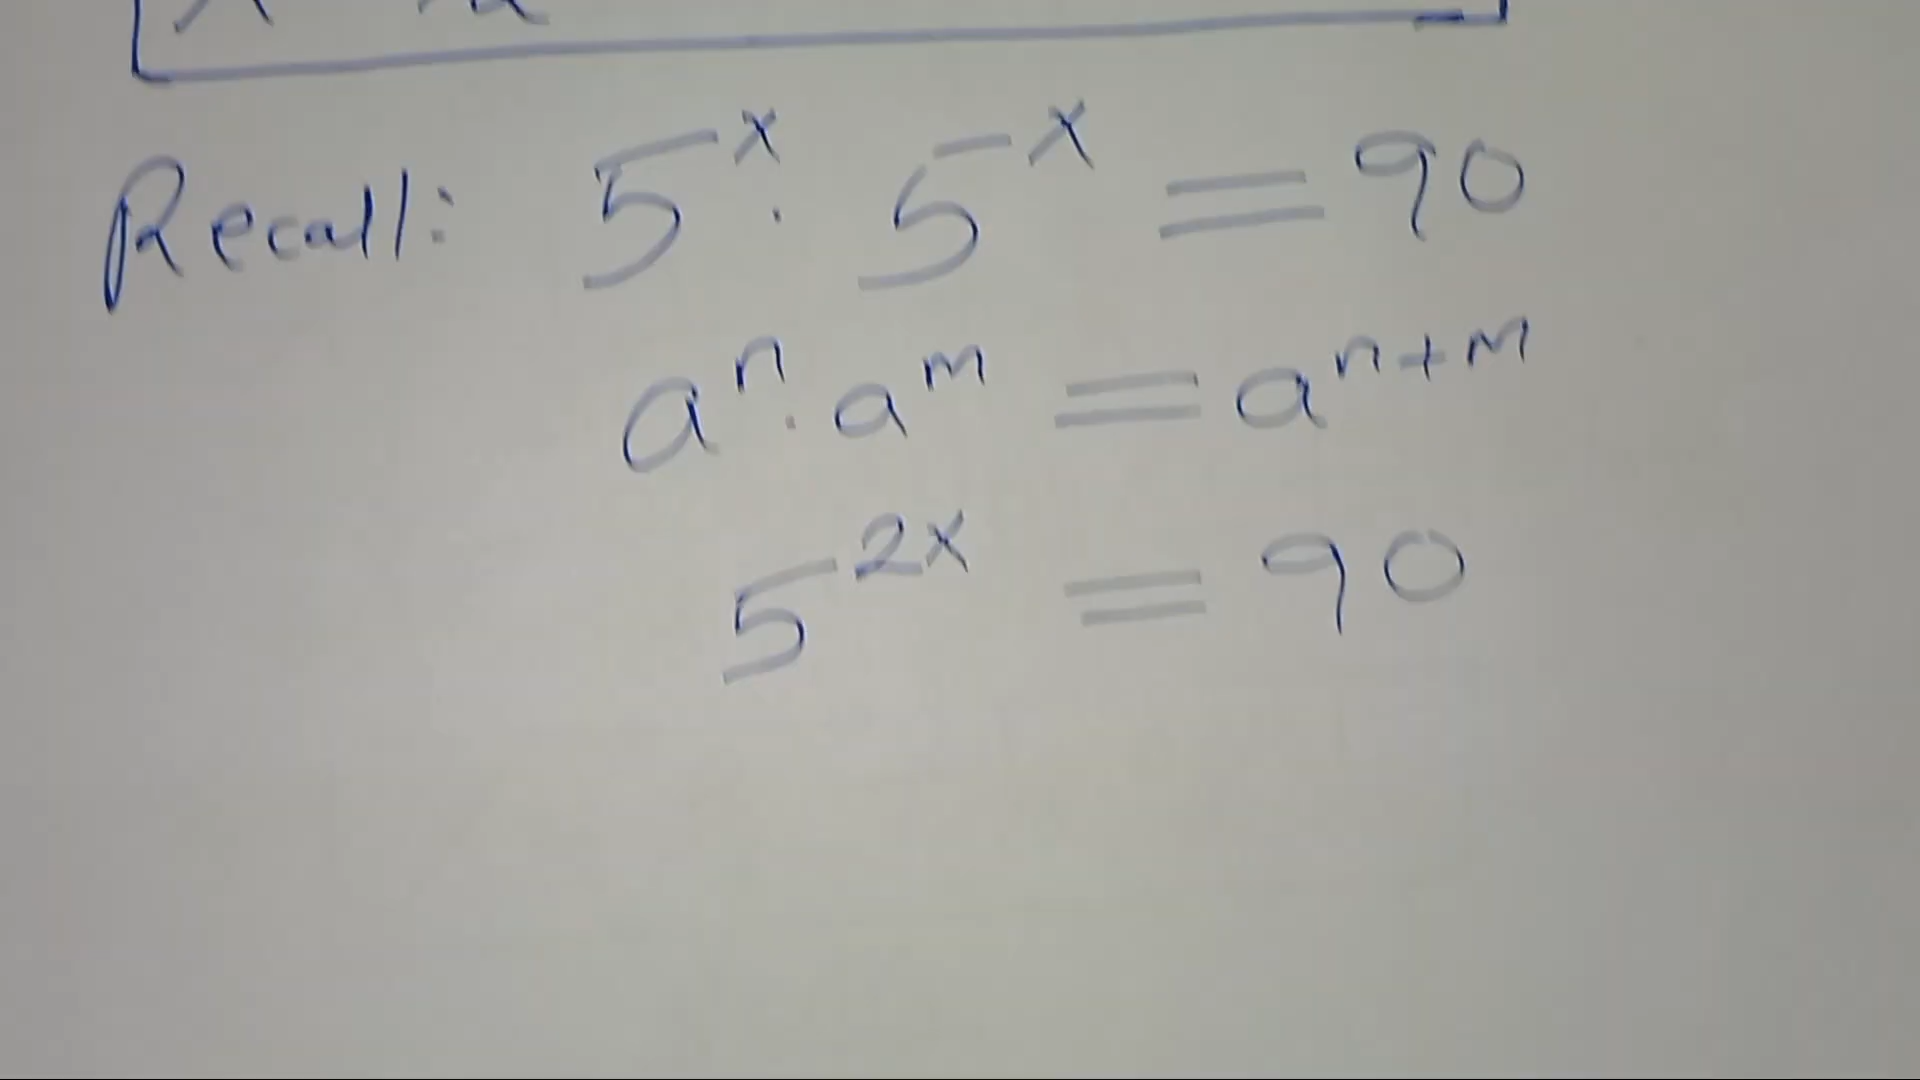 Recall: 5^x · 5^x = 90
a^n · a^m = a^{n+m}
5^{2x} = 90